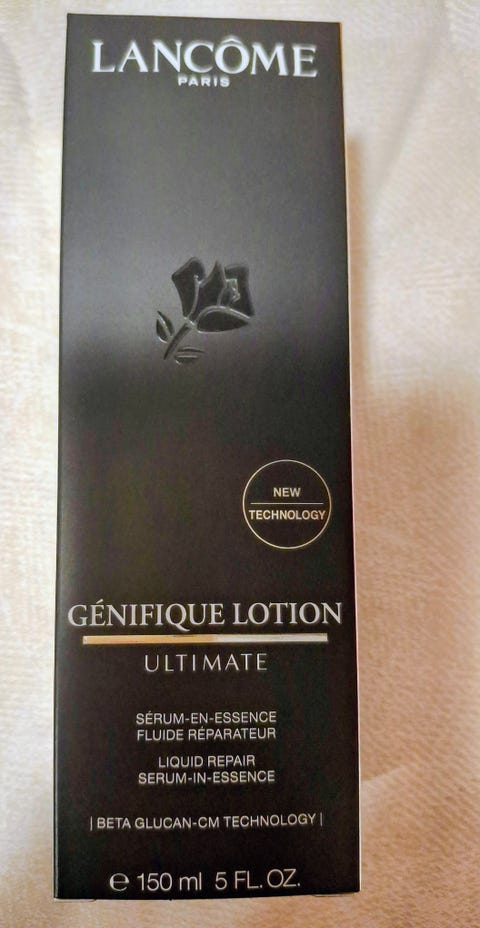 LANCÔME
PARIS
NEW
TECHNOLOGY
GÉNIFIQUE LOTION
ULTIMATE
SÉRUM-EN-ESSENCE
FLUIDE RÉPARATEUR
LIQUID REPAIR
SERUM-IN-ESSENCE
| BETA GLUCAN-CM TECHNOLOGY |
℮ 150 ml 5 FL. OZ.